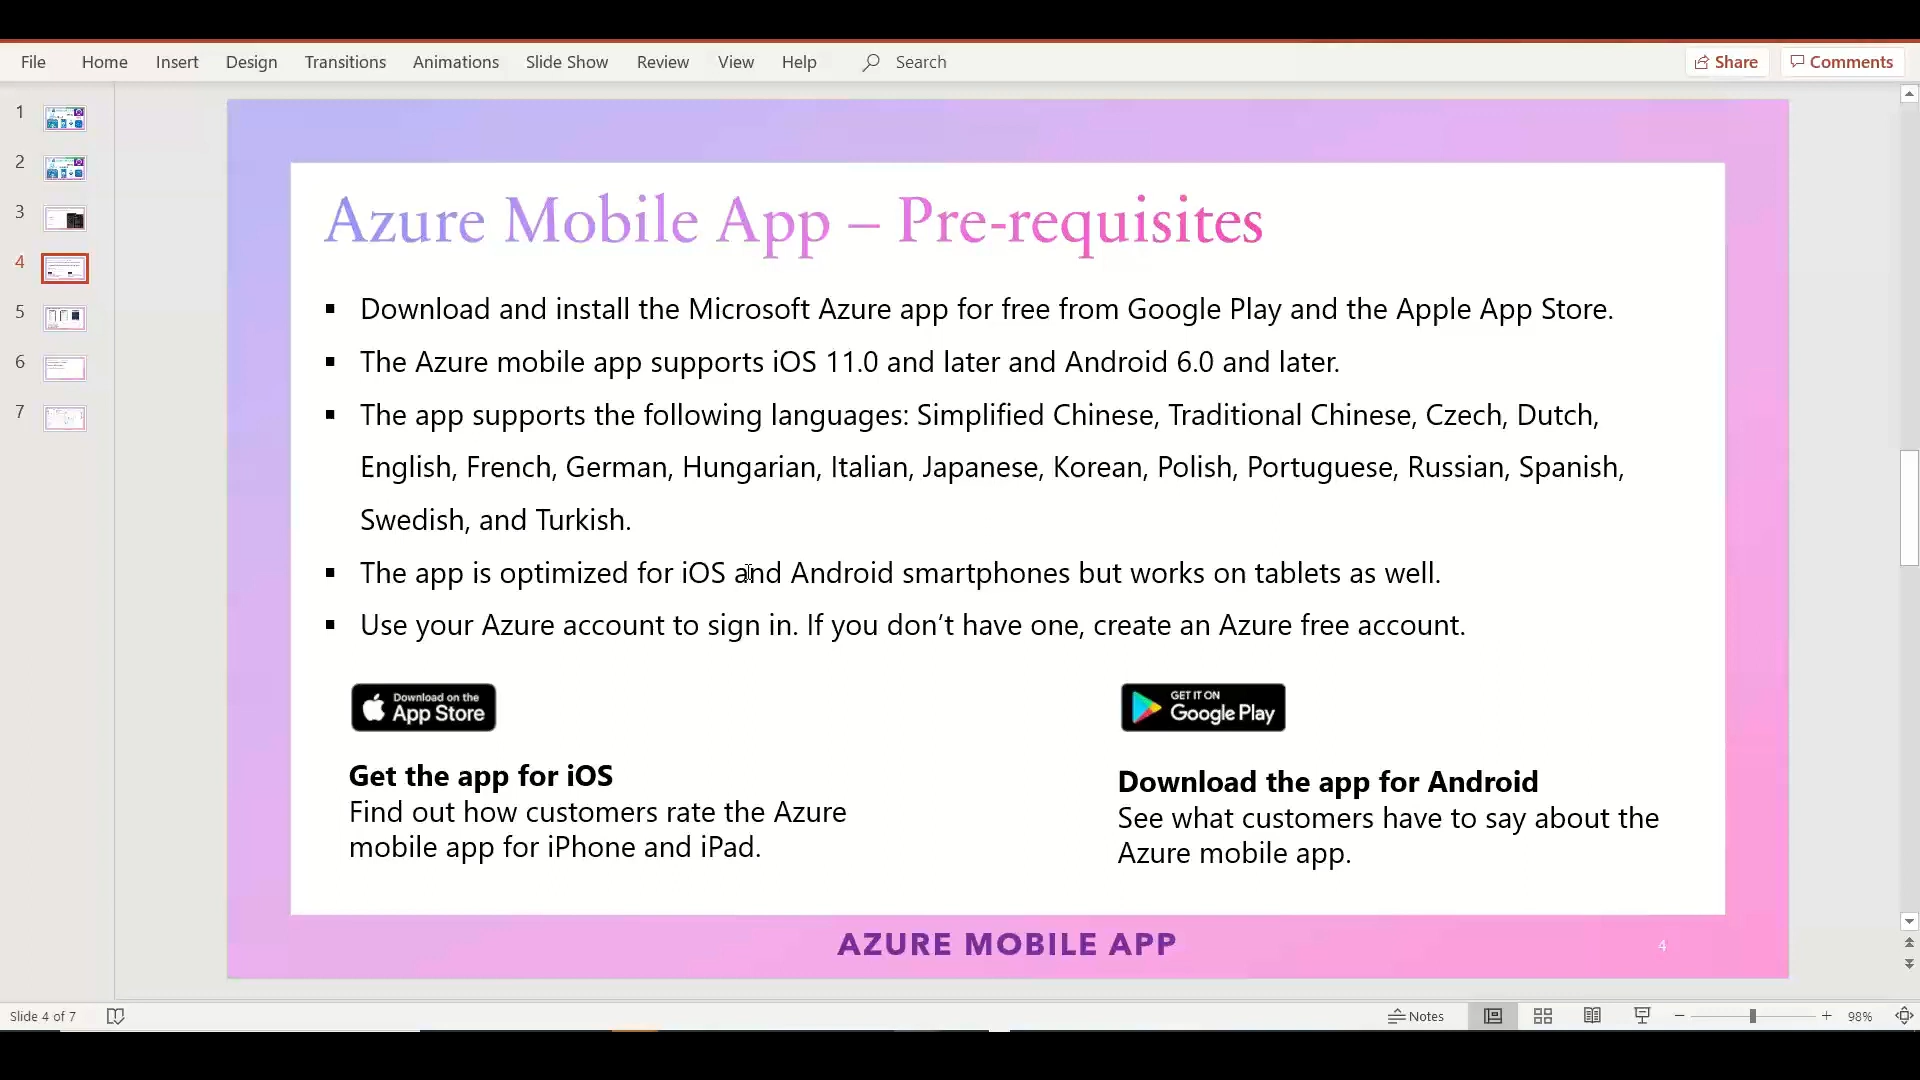 File Home Insert Design Transitions Animations Slide Show Review View Help Search Share Comments
1
2
3
4
5
6
7
Azure Mobile App – Pre-requisites
▪ Download and install the Microsoft Azure app for free from Google Play and the Apple App Store.
▪ The Azure mobile app supports iOS 11.0 and later and Android 6.0 and later.
▪ The app supports the following languages: Simplified Chinese, Traditional Chinese, Czech, Dutch,
English, French, German, Hungarian, Italian, Japanese, Korean, Polish, Portuguese, Russian, Spanish,
Swedish, and Turkish.
▪ The app is optimized for iOS and Android smartphones but works on tablets as well.
▪ Use your Azure account to sign in. If you don’t have one, create an Azure free account.
Download on the
App Store
Get the app for iOS
Find out how customers rate the Azure
mobile app for iPhone and iPad.
GET IT ON
Google Play
Download the app for Android
See what customers have to say about the
Azure mobile app.
AZURE MOBILE APP
4
Slide 4 of 7
Notes
98%